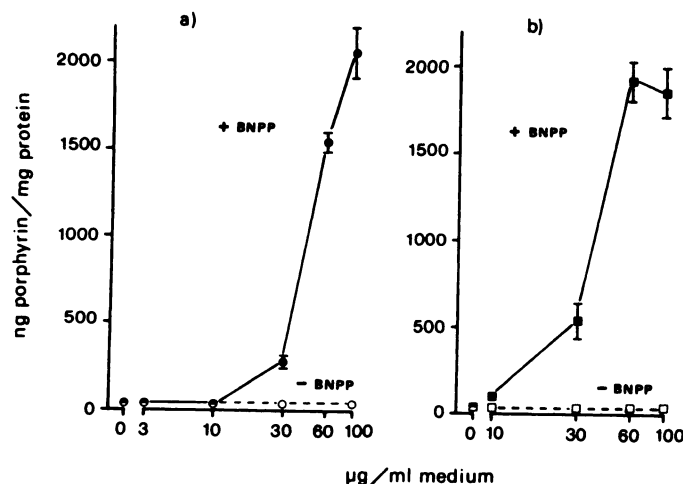 a)
2000
1500
1000
500
0
+ BNPP
- BNPP
0 3 10 30 60 100
b)
2000
1500
1000
500
0
+ BNPP
- BNPP
0 10 30 60 100
ng porphyrin/mg protein
µg/ml medium